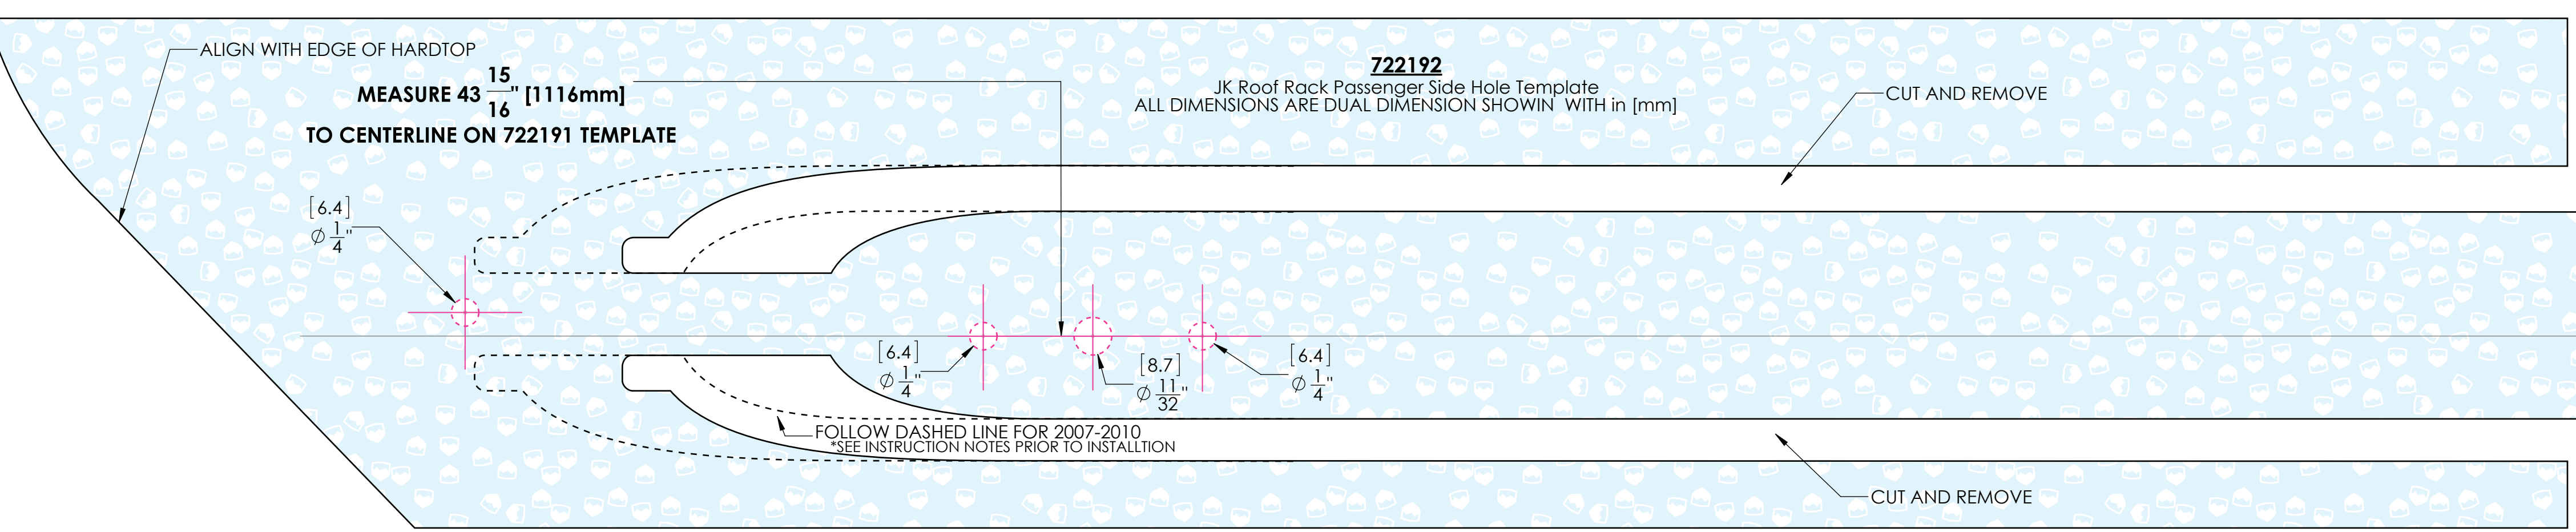 ALIGN WITH EDGE OF HARDTOP
MEASURE 43 15/16" [1116mm]
TO CENTERLINE ON 722191 TEMPLATE
722192
JK Roof Rack Passenger Side Hole Template
ALL DIMENSIONS ARE DUAL DIMENSION SHOWIN WITH in [mm]
CUT AND REMOVE
[6.4]
Ø 1/4"
[6.4]
Ø 1/4"
[8.7]
Ø 11/32"
[6.4]
Ø 1/4"
FOLLOW DASHED LINE FOR 2007-2010
*SEE INSTRUCTION NOTES PRIOR TO INSTALLTION
CUT AND REMOVE